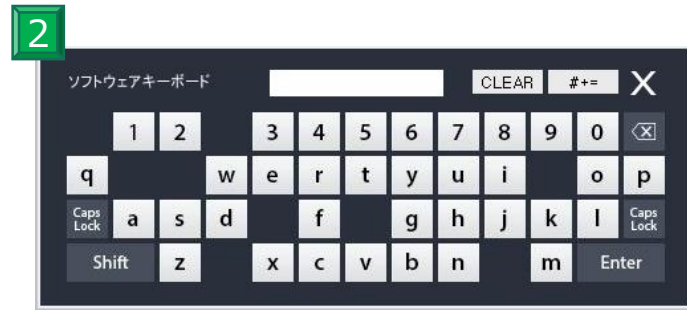 2
ソフトウェアキーボード CLEAR #+= X
1 2 3 4 5 6 7 8 9 0
q w e r t y u i o p
Caps Lock a s d f g h j k l Caps Lock
Shift z x c v b n m Enter